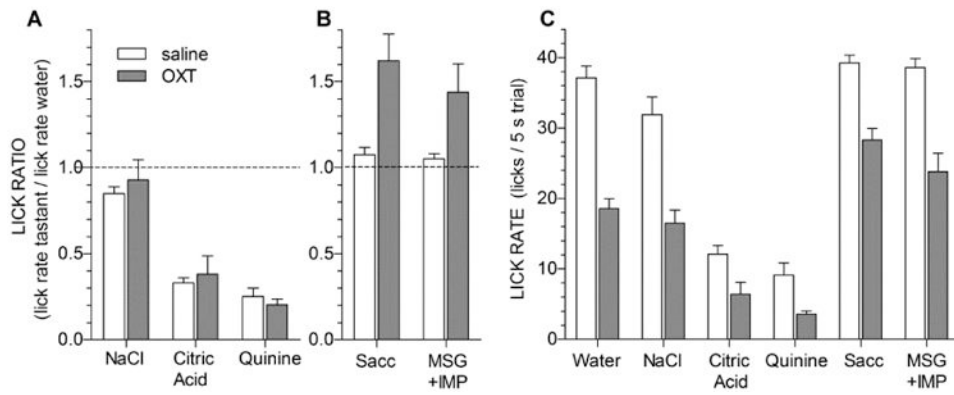 A
B
C
saline
OXT
LICK RATIO
(lick rate tastant / lick rate water)
1.5
1.0
0.5
0.0
NaCl
Citric
Acid
Quinine
1.5
1.0
0.5
0.0
Sacc
MSG
+IMP
LICK RATE (licks / 5 s trial)
40
30
20
10
0
Water
NaCl
Citric
Acid
Quinine
Sacc
MSG
+IMP